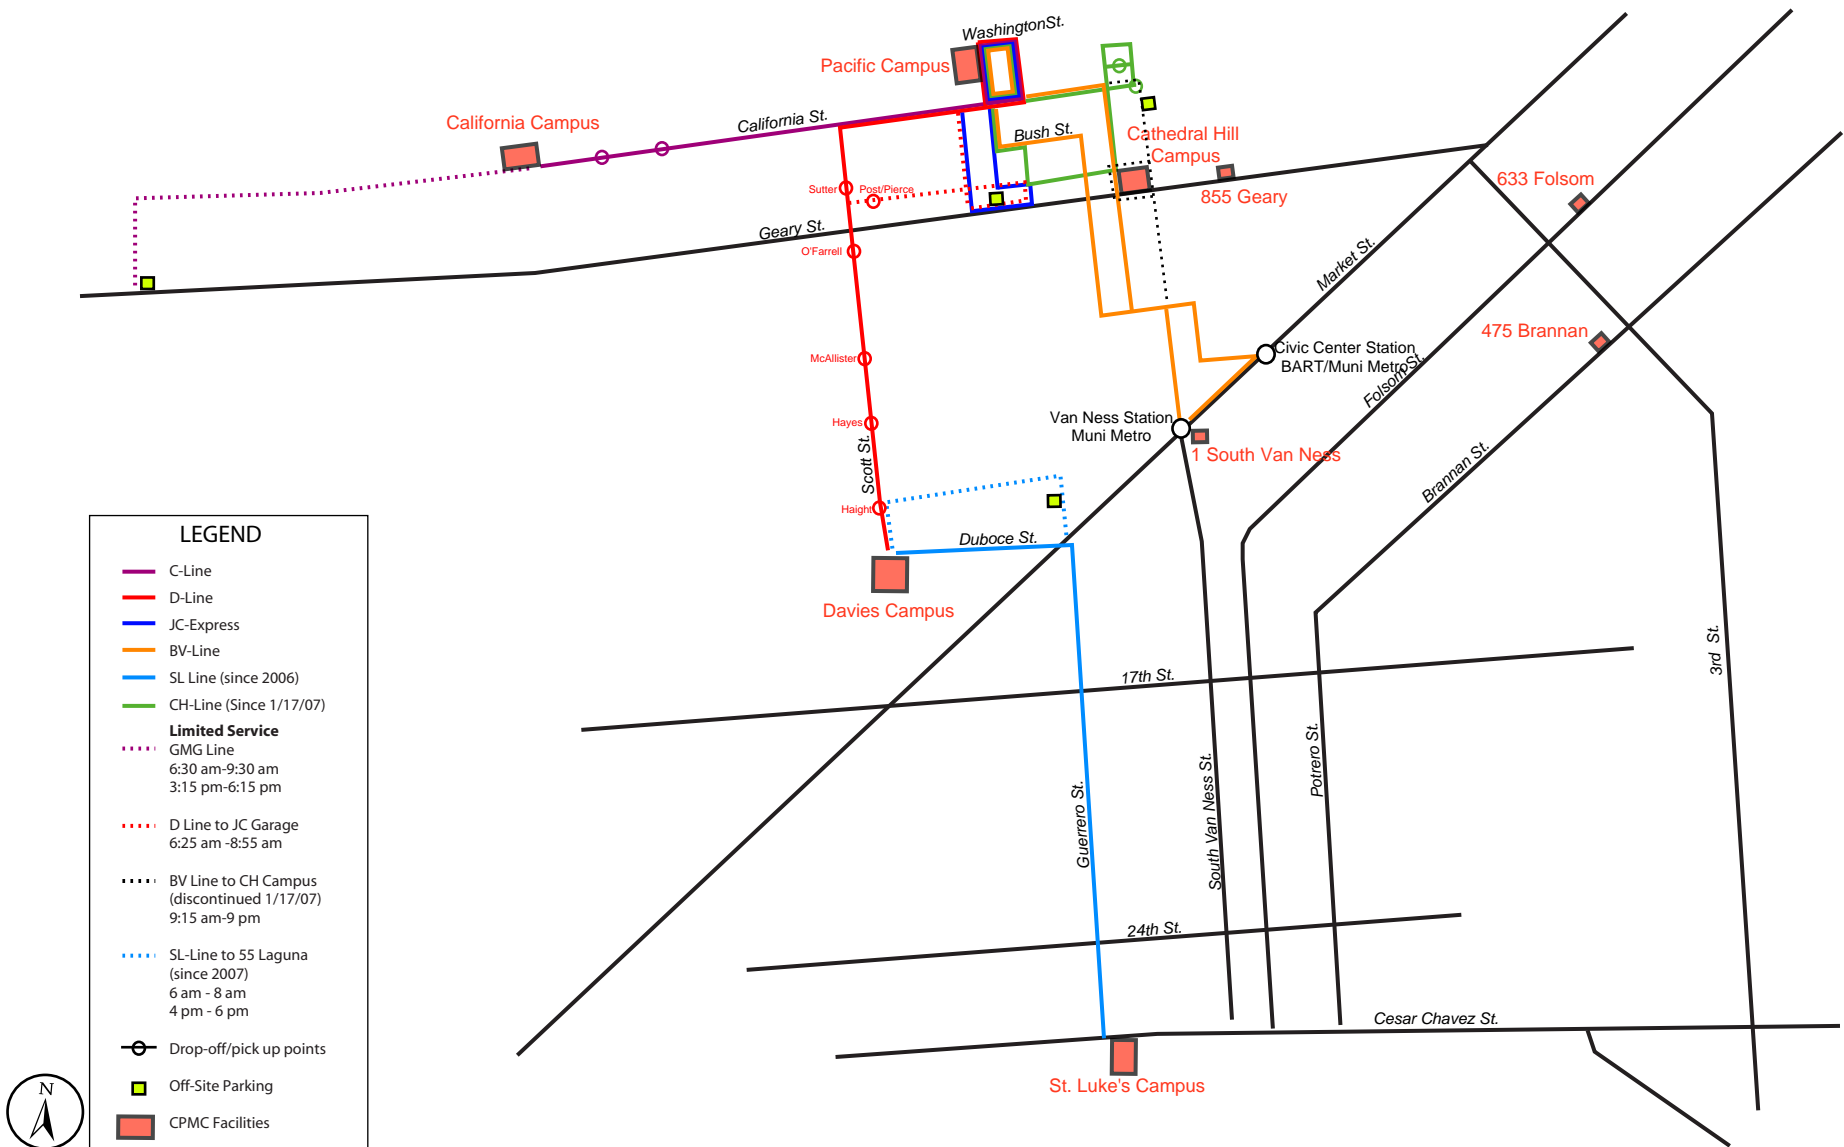 WashingtonSt.
Pacific Campus
California St.
California Campus
Bush St.
Cathedral Hill
Campus
Sutter
Post/Pierce
855 Geary
633 Folsom
Geary St.
O'Farrell
Market St.
McAllister
Civic Center Station
BART/Muni Metro
475 Brannan
Folsom St.
Hayes
Van Ness Station
Muni Metro
1 South Van Ness
Scott St.
Brannan St.
Haight
Duboce St.
Davies Campus
3rd St.
17th St.
Potrero St.
South Van Ness St.
Guerrero St.
24th St.
Cesar Chavez St.
St. Luke's Campus
LEGEND
C-Line
D-Line
JC-Express
BV-Line
SL Line (since 2006)
CH-Line (Since 1/17/07)
Limited Service
GMG Line
6:30 am-9:30 am
3:15 pm-6:15 pm
D Line to JC Garage
6:25 am -8:55 am
BV Line to CH Campus
(discontinued 1/17/07)
9:15 am-9 pm
SL-Line to 55 Laguna
(since 2007)
6 am - 8 am
4 pm - 6 pm
Drop-off/pick up points
Off-Site Parking
CPMC Facilities
N